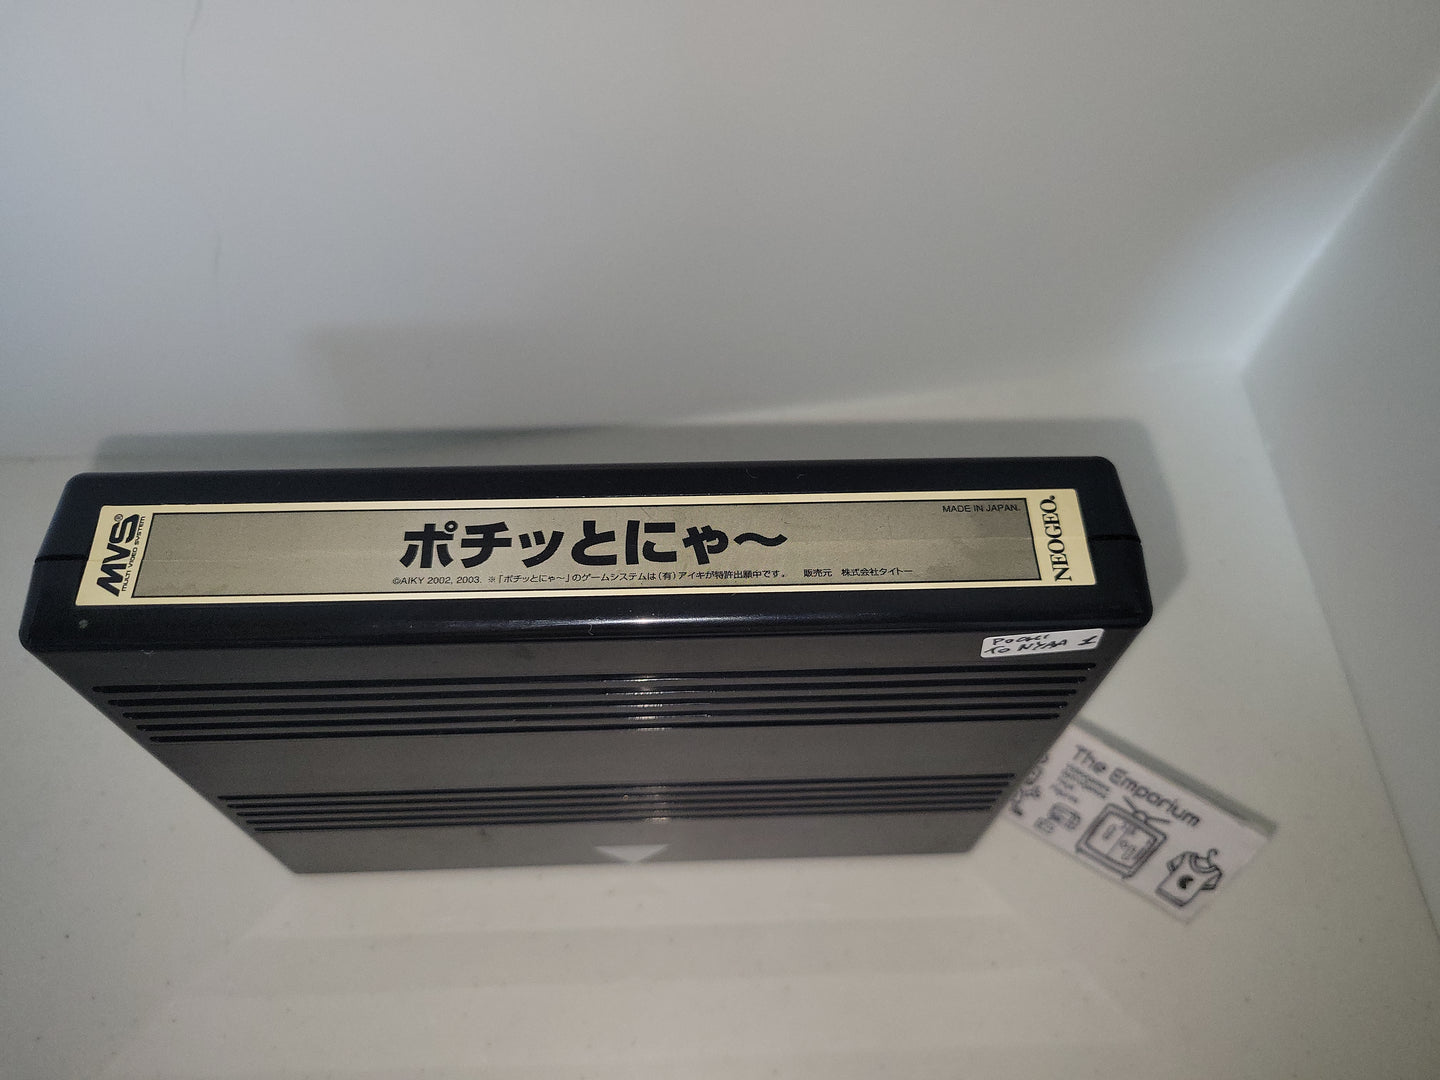 MVS®
MULTI VIDEO SYSTEM
MADE IN JAPAN.
ポチッとにゃ～
©AIKY 2002, 2003. ※「ポチッとにゃ～」のゲームシステムは(有)アイキが特許出願中です。 販売元 株式会社タイトー
NEOGEO®
POCHI
TO NYAA 1
The Emporium